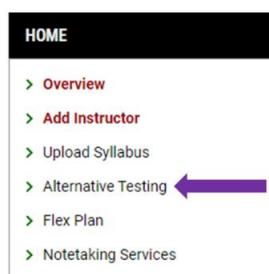 HOME
Overview
Add Instructor
Upload Syllabus
Alternative Testing
Flex Plan
Notetaking Services